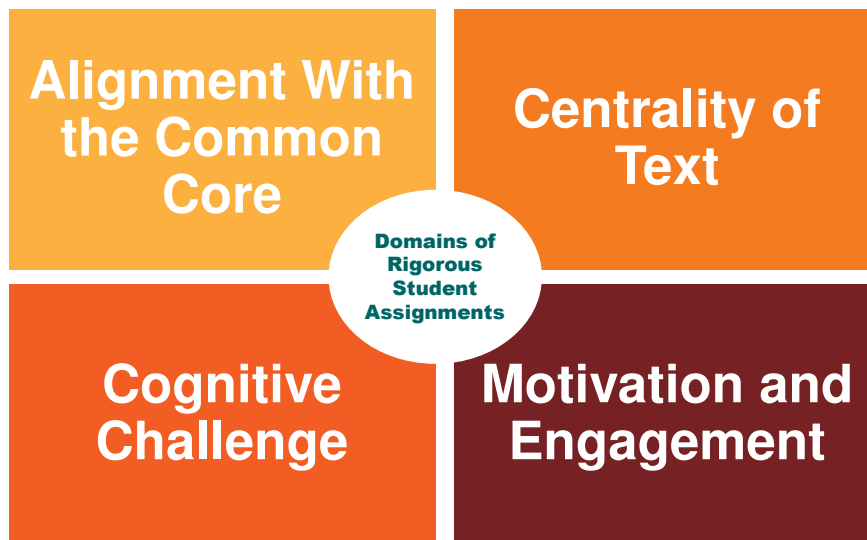 Alignment With
the Common
Core
Centrality of
Text
Domains of
Rigorous
Student
Assignments
Cognitive
Challenge
Motivation and
Engagement